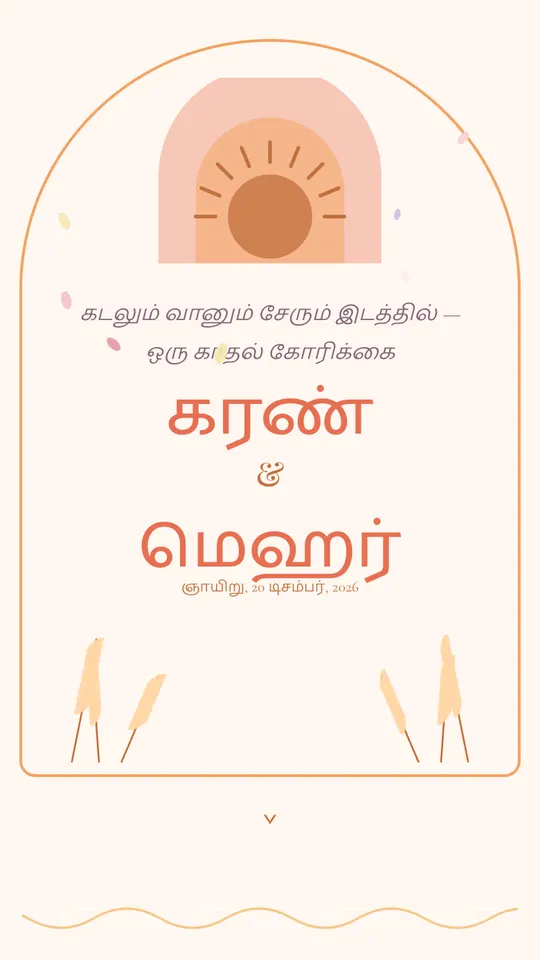 கடலும் வானும் சேரும் இடத்தில் —
ஒரு காதல் கோரிக்கை
கரண்
&
மெஹர்
ஞாயிறு, 20 டிசம்பர், 2026